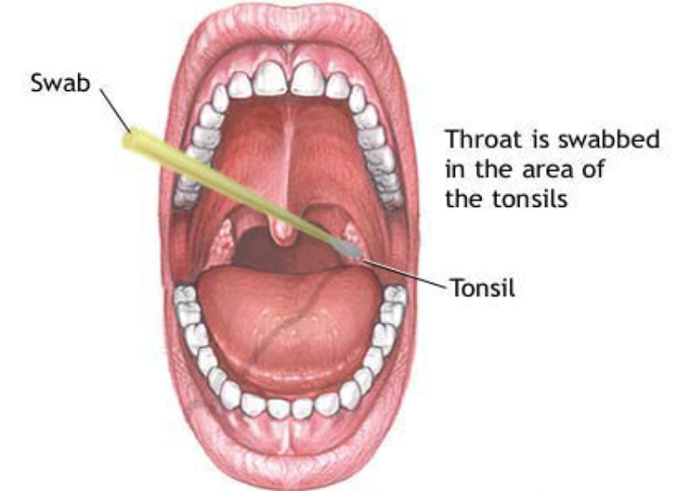 Swab
Throat is swabbed
in the area of
the tonsils
Tonsil